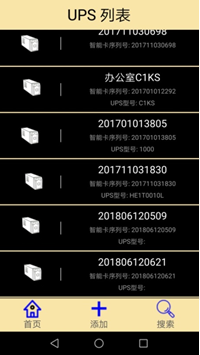 UPS 列表
201711030698
智能卡序列号: 201711030698
办公室C1KS
智能卡序列号: 201701012292
UPS型号: C1KS
201701013805
智能卡序列号: 201701013805
UPS型号: 1000
201711031830
智能卡序列号: 201711031830
UPS型号: HE1T0010L
201806120509
智能卡序列号: 201806120509
UPS型号:
201806120621
智能卡序列号: 201806120621
UPS型号:
首页
添加
搜索